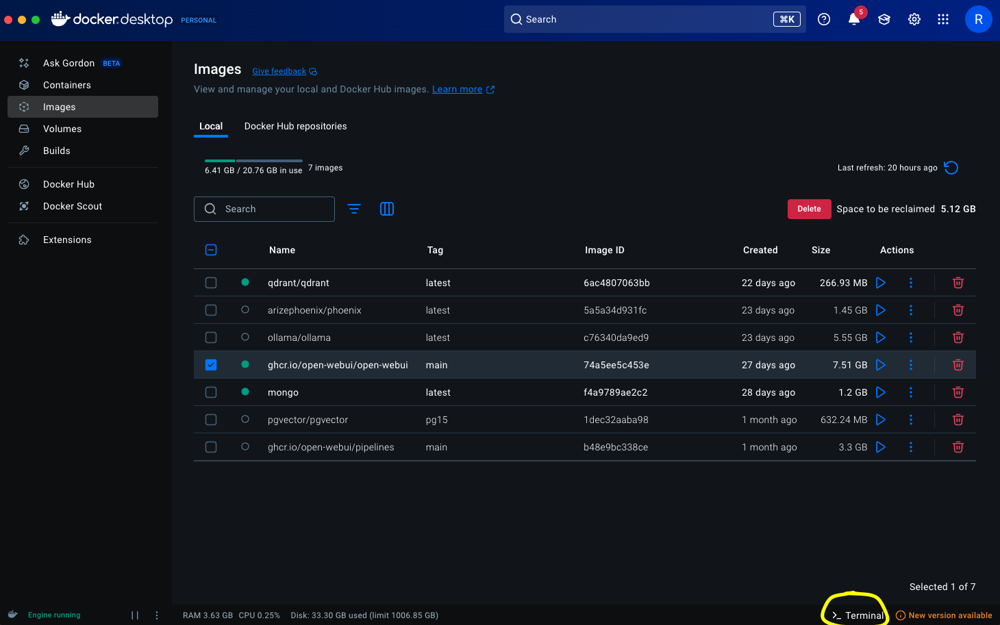 docker.desktop PERSONAL
Search ⌘K 5 R
Ask Gordon BETA
Containers
Images
Volumes
Builds
Docker Hub
Docker Scout
Extensions
Images Give feedback
View and manage your local and Docker Hub images. Learn more
Local Docker Hub repositories
6.41 GB / 20.76 GB in use 7 images
Last refresh: 20 hours ago
Search
Delete Space to be reclaimed 5.12 GB
Name Tag Image ID Created Size Actions
qdrant/qdrant latest 6ac4807063bb 22 days ago 266.93 MB
arizephoenix/phoenix latest 5a5a34d931fc 23 days ago 1.45 GB
ollama/ollama latest c76340da9ed9 23 days ago 5.55 GB
ghcr.io/open-webui/open-webui main 74a5ee5c453e 27 days ago 7.51 GB
mongo latest f4a9789ae2c2 28 days ago 1.2 GB
pgvector/pgvector pg15 1dec32aaba98 1 month ago 632.24 MB
ghcr.io/open-webui/pipelines main b48e9bc338ce 1 month ago 3.3 GB
Selected 1 of 7
Engine running RAM 3.63 GB CPU 0.25% Disk: 33.30 GB used (limit 1006.85 GB) >_ Terminal New version available